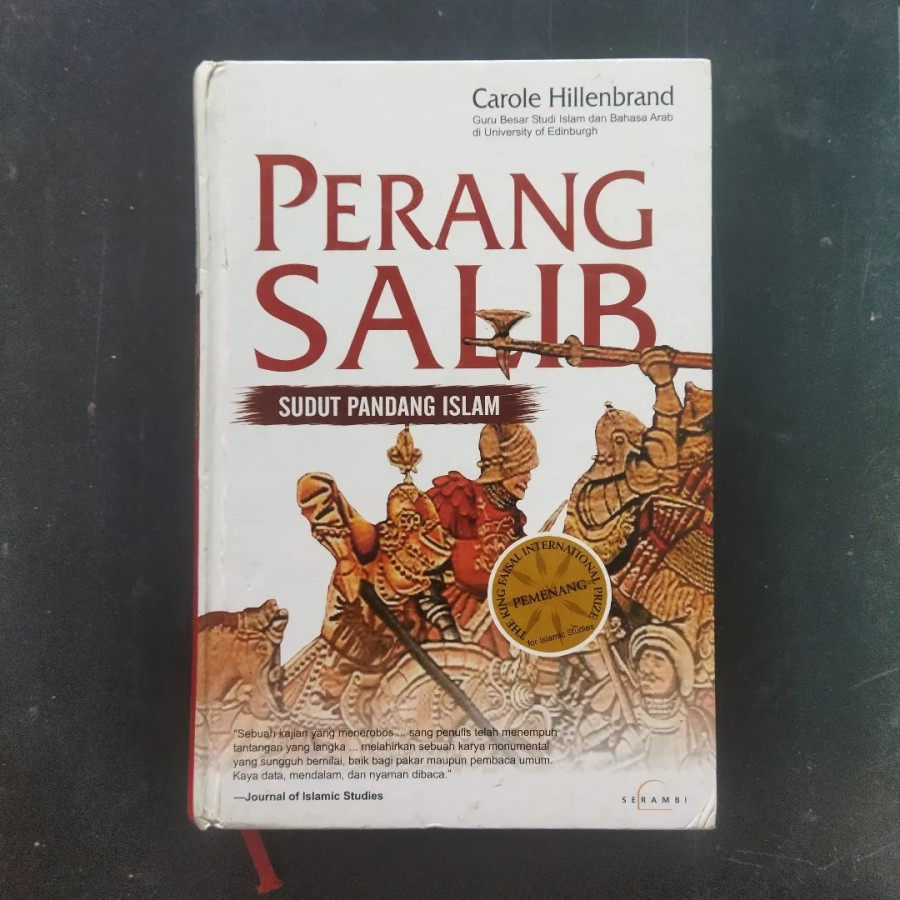 Carole Hillenbrand
Guru Besar Studi Islam dan Bahasa Arab
di University of Edinburgh
PERANG
SALIB
SUDUT PANDANG ISLAM
THE KING FAISAL INTERNATIONAL PRIZE
PEMENANG
for Islamic Studies
"Sebuah kajian yang menerobos ... sang penulis telah menempuh
tantangan yang langka ... melahirkan sebuah karya monumental
yang sungguh bernilai, baik bagi pakar maupun pembaca umum.
Kaya data, mendalam, dan nyaman dibaca."
—Journal of Islamic Studies
SERAMBI